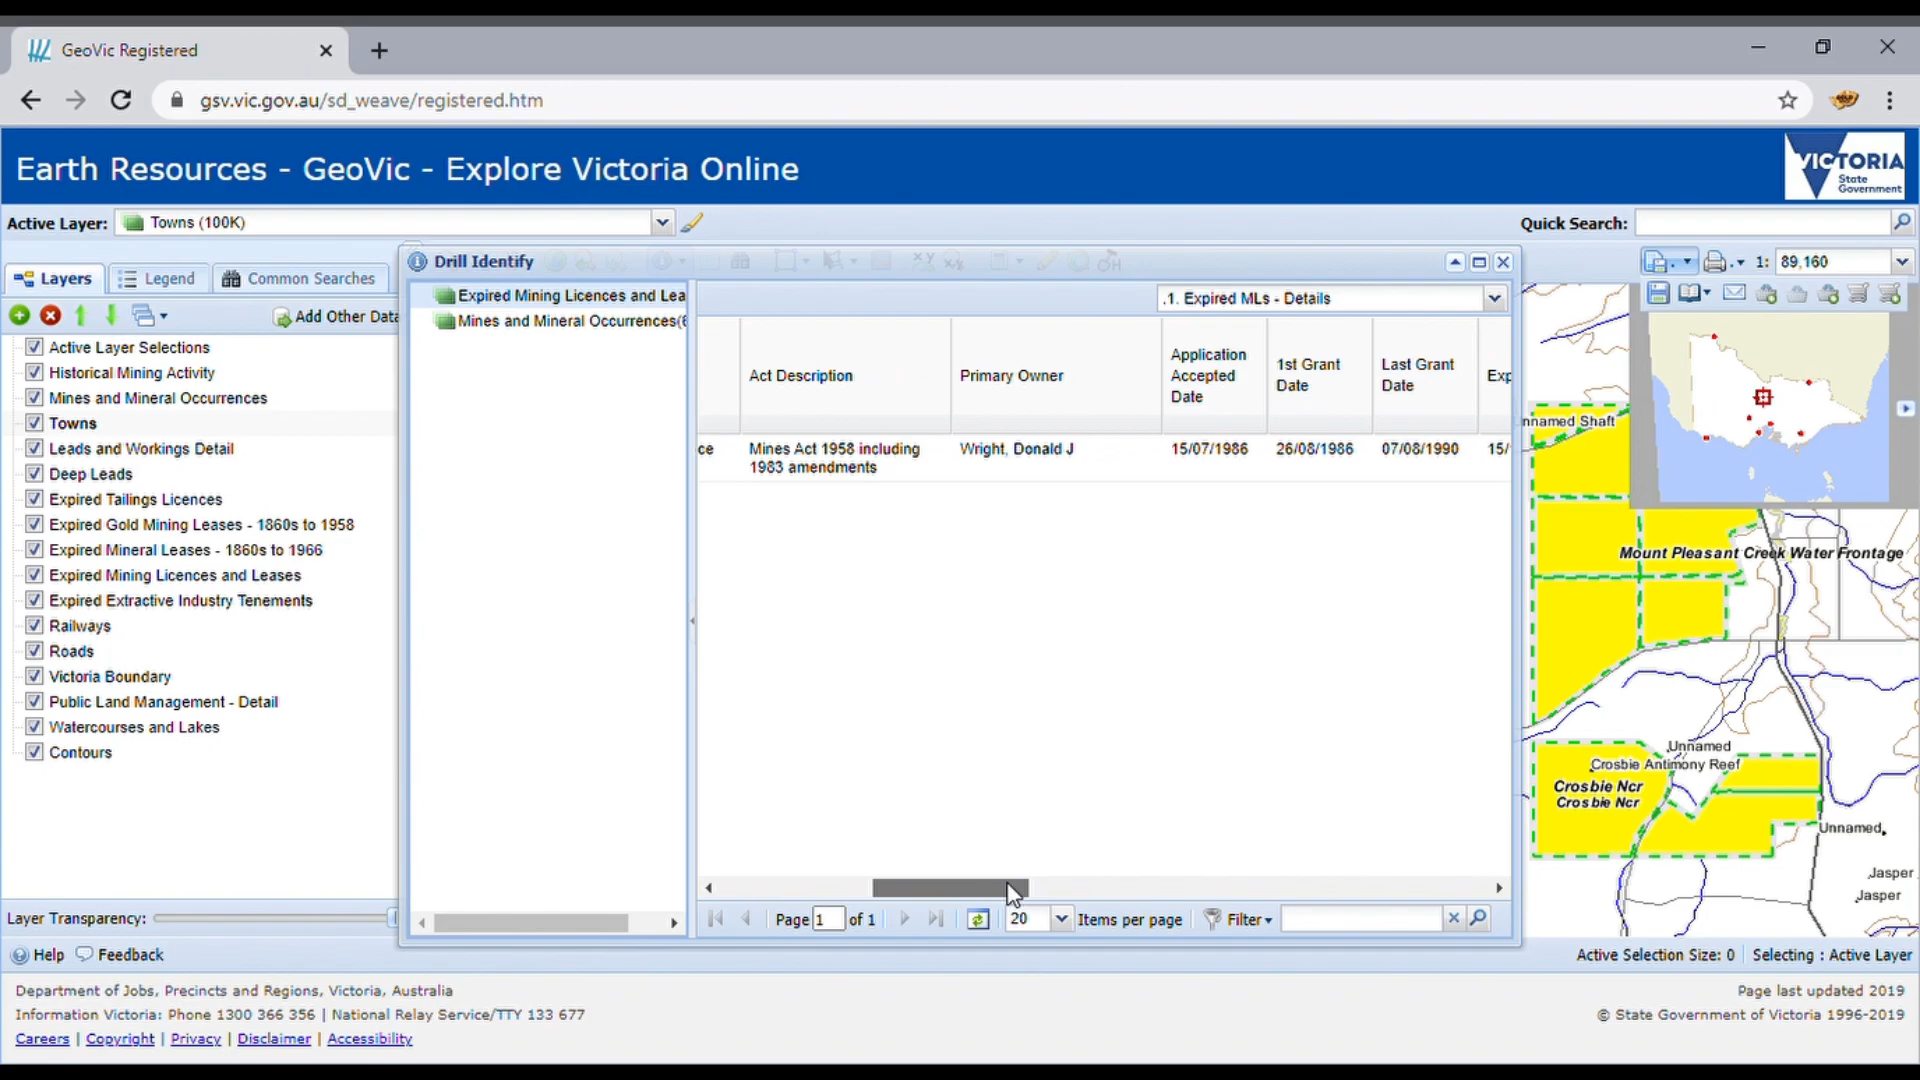 GeoVic Registered
gsv.vic.gov.au/sd_weave/registered.htm
Earth Resources - GeoVic - Explore Victoria Online
VICTORIA
State
Government
Active Layer:
Towns (100K)
Quick Search:
Layers
Legend
Common Searches
Drill Identify
1:
89,160
Add Other Data
Active Layer Selections
Historical Mining Activity
Mines and Mineral Occurrences
Towns
Leads and Workings Detail
Deep Leads
Expired Tailings Licences
Expired Gold Mining Leases - 1860s to 1958
Expired Mineral Leases - 1860s to 1966
Expired Mining Licences and Leases
Expired Extractive Industry Tenements
Railways
Roads
Victoria Boundary
Public Land Management - Detail
Watercourses and Lakes
Contours
Layer Transparency:
Expired Mining Licences and Lea
Mines and Mineral Occurrences(
.1. Expired MLs - Details
Act Description
Primary Owner
Application
Accepted
Date
1st Grant
Date
Last Grant
Date
Exp
ce
Mines Act 1958 including
1983 amendments
Wright, Donald J
15/07/1986
26/08/1986
07/08/1990
15/
Page 1 of 1
20
Items per page
Filter
nnamed Shaft
Mount Pleasant Creek Water Frontage
Unnamed
Crosbie Antimony Reef
Crosbie Ncr
Crosbie Ncr
Unnamed
Jasper
Jasper
Help
Feedback
Active Selection Size: 0
Selecting : Active Layer
Department of Jobs, Precincts and Regions, Victoria, Australia
Page last updated 2019
Information Victoria: Phone 1300 366 356 | National Relay Service/TTY 133 677
© State Government of Victoria 1996-2019
Careers | Copyright | Privacy | Disclaimer | Accessibility